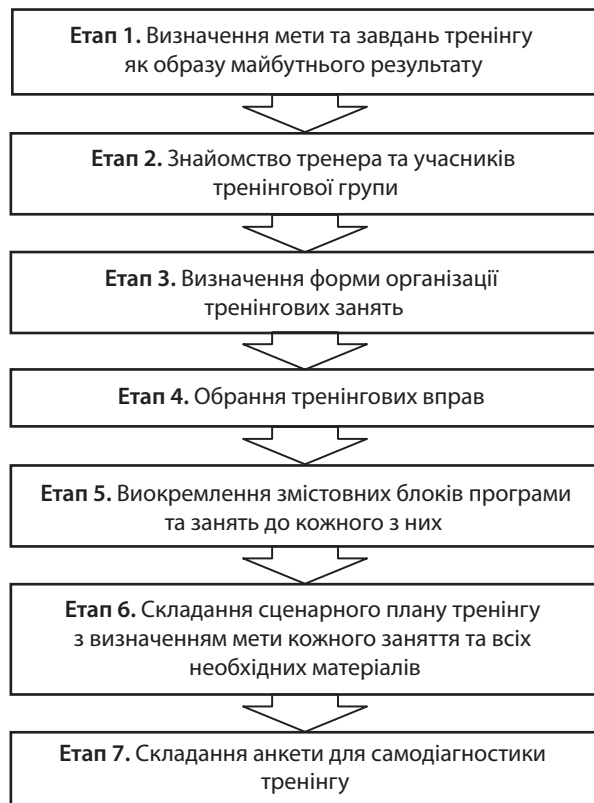 Етап 1. Визначення мети та завдань тренінгу
як образу майбутнього результату
Етап 2. Знайомство тренера та учасників
тренінгової групи
Етап 3. Визначення форми організації
тренінгових занять
Етап 4. Обрання тренінгових вправ
Етап 5. Виокремлення змістовних блоків програми
та занять до кожного з них
Етап 6. Складання сценарного плану тренінгу
з визначенням мети кожного заняття та всіх
необхідних матеріалів
Етап 7. Складання анкети для самодіагностики
тренінгу